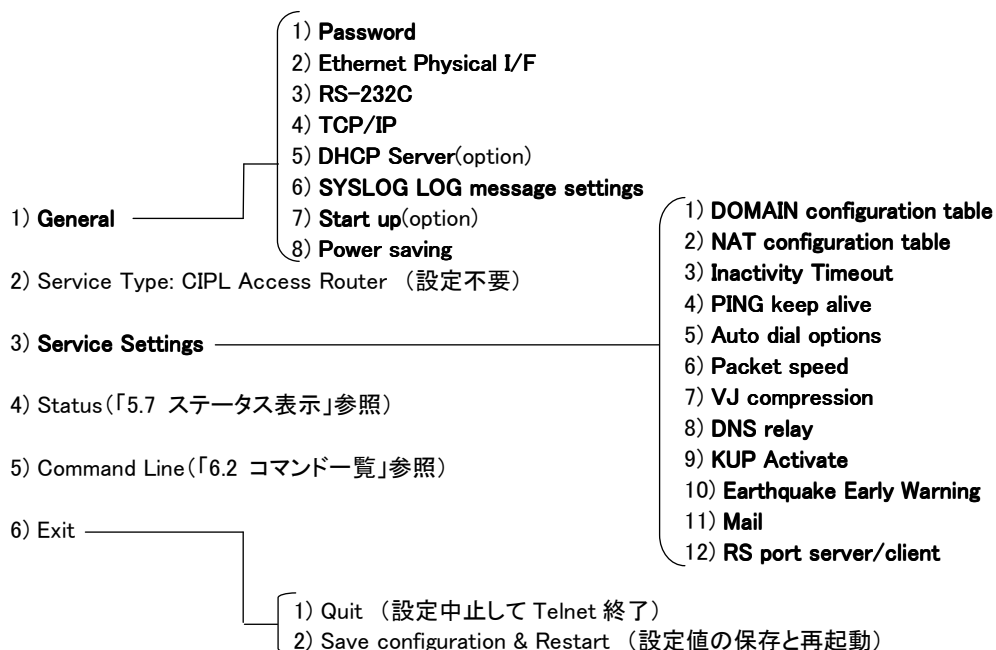 1) General
1) Password
2) Ethernet Physical I/F
3) RS-232C
4) TCP/IP
5) DHCP Server(option)
6) SYSLOG LOG message settings
7) Start up(option)
8) Power saving
2) Service Type: CIPL Access Router （設定不要）
3) Service Settings
1) DOMAIN configuration table
2) NAT configuration table
3) Inactivity Timeout
4) PING keep alive
5) Auto dial options
6) Packet speed
7) VJ compression
8) DNS relay
9) KUP Activate
10) Earthquake Early Warning
11) Mail
12) RS port server/client
4) Status（「5.7 ステータス表示」参照）
5) Command Line（「6.2 コマンド一覧」参照）
6) Exit
1) Quit （設定中止して Telnet 終了）
2) Save configuration & Restart （設定値の保存と再起動）